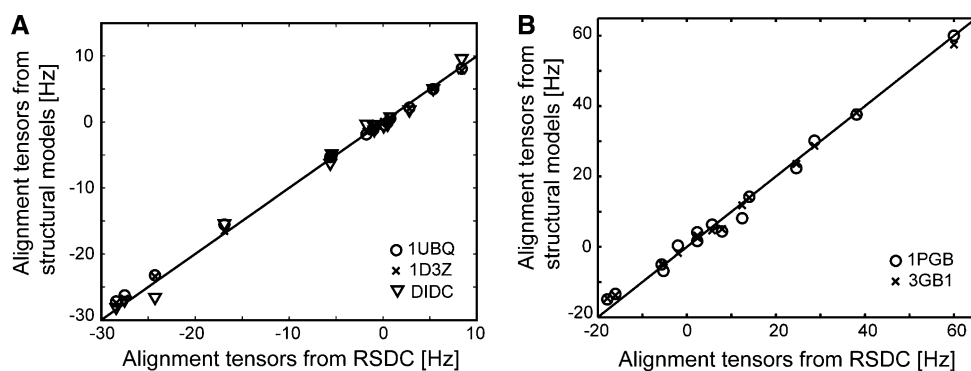 A
Alignment tensors from
structural models [Hz]
10
0
-10
-20
-30
-30
-20
-10
0
10
1UBQ
1D3Z
DIDC
Alignment tensors from RSDC [Hz]
B
Alignment tensors from
structural models [Hz]
60
40
20
0
-20
-20
0
20
40
60
1PGB
3GB1
Alignment tensors from RSDC [Hz]